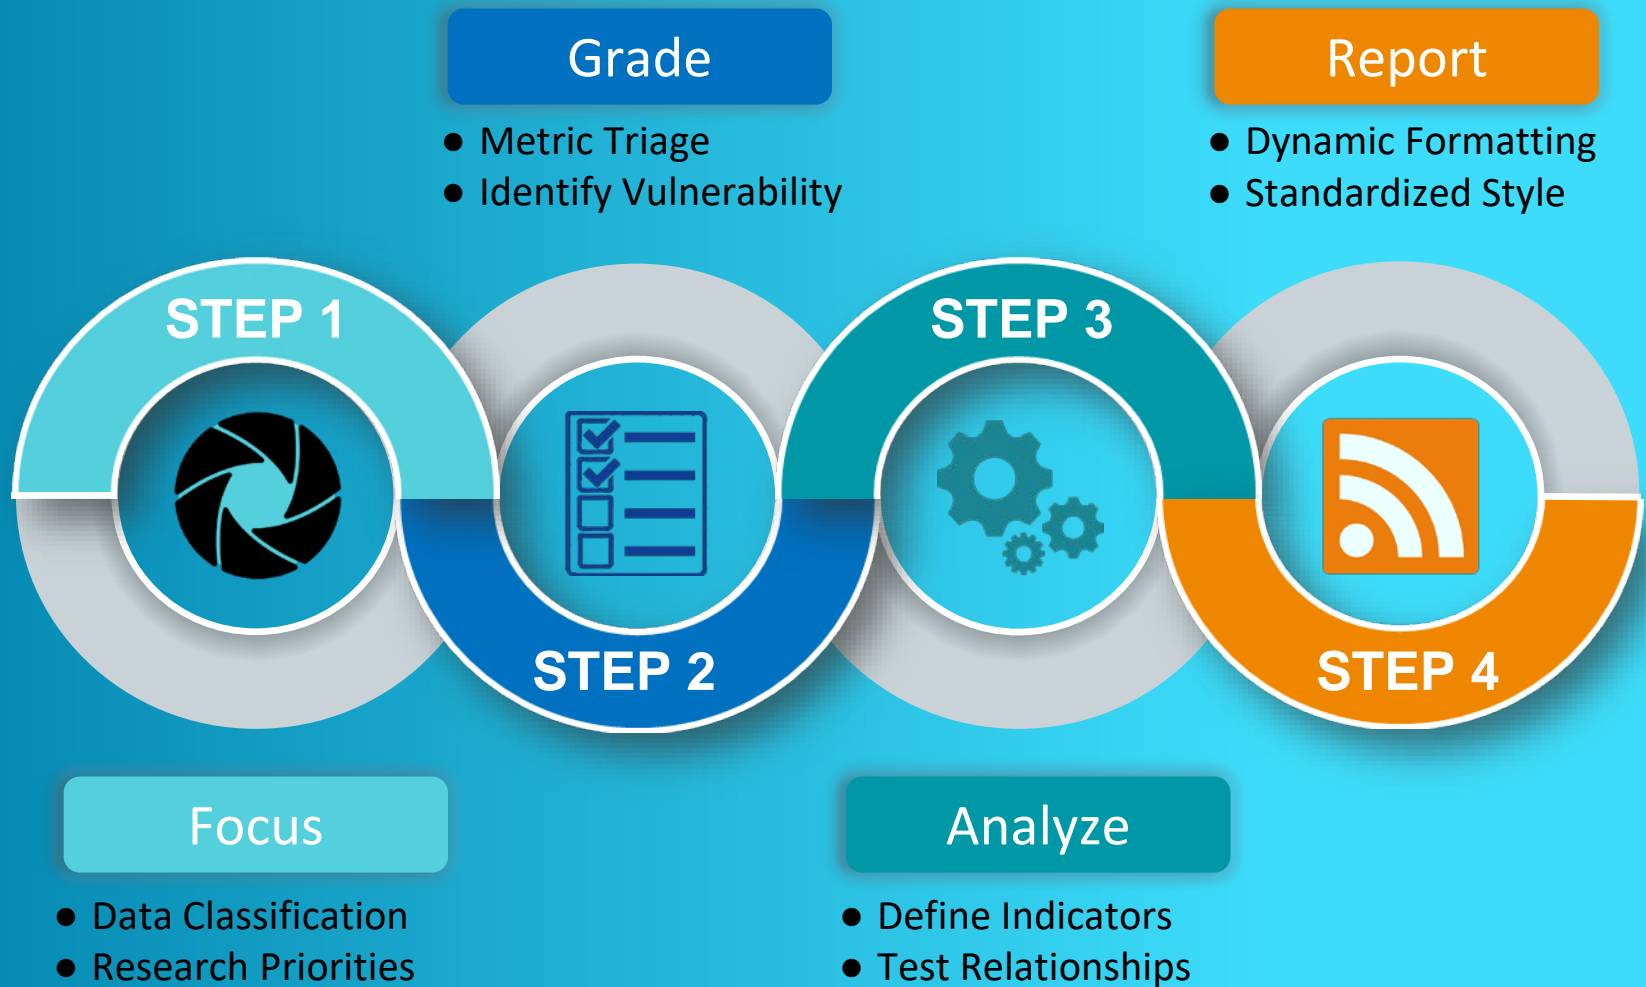 Grade
● Metric Triage
● Identify Vulnerability
Report
● Dynamic Formatting
● Standardized Style
STEP 1
STEP 3
STEP 2
STEP 4
Focus
● Data Classification
● Research Priorities
Analyze
● Define Indicators
● Test Relationships